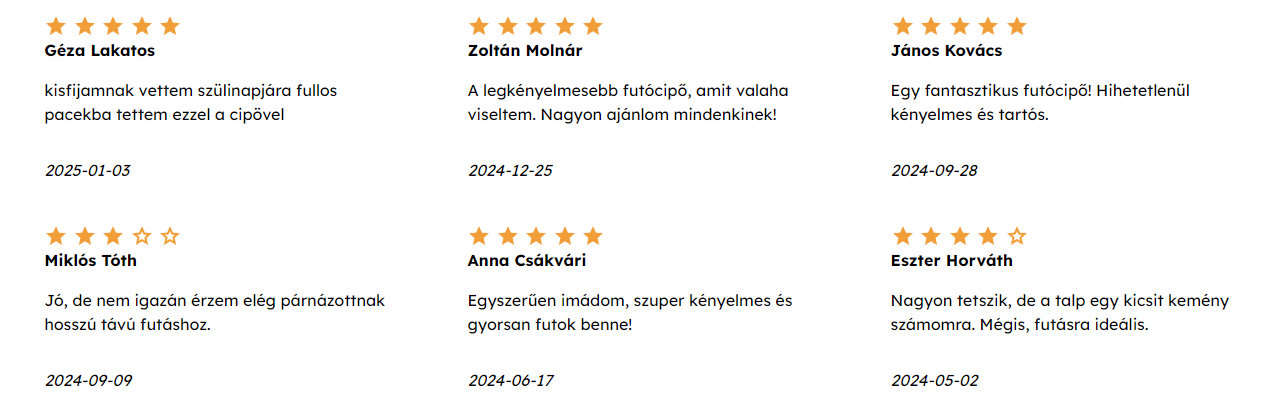 Géza Lakatos
kisfijamnak vettem szülinapjára fullos
pacekba tettem ezzel a cipövel
2025-01-03
Zoltán Molnár
A legkényelmesebb futócipő, amit valaha
viseltem. Nagyon ajánlom mindenkinek!
2024-12-25
János Kovács
Egy fantasztikus futócipő! Hihetetlenül
kényelmes és tartós.
2024-09-28
Miklós Tóth
Jó, de nem igazán érzem elég párnázottnak
hosszú távú futáshoz.
2024-09-09
Anna Csákvári
Egyszerűen imádom, szuper kényelmes és
gyorsan futok benne!
2024-06-17
Eszter Horváth
Nagyon tetszik, de a talp egy kicsit kemény
számomra. Mégis, futásra ideális.
2024-05-02